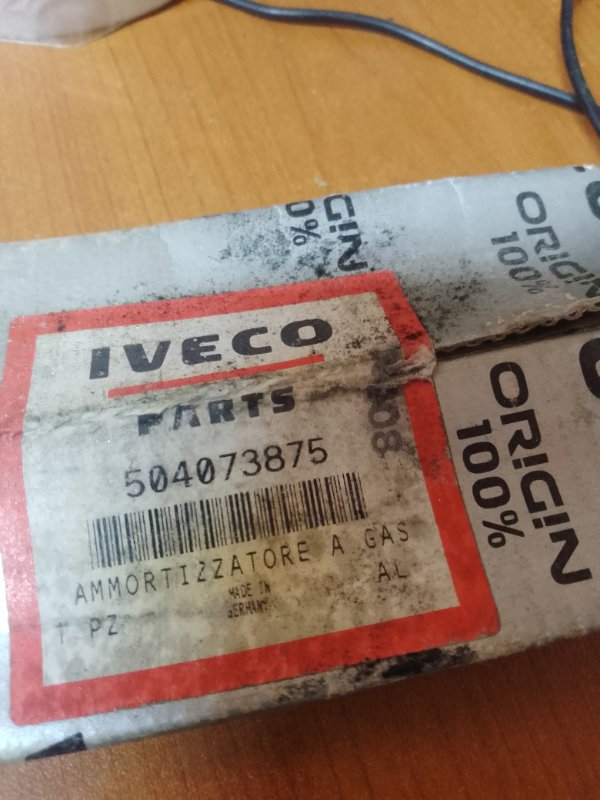 ORIGIN
100%
ORIGIN
100%
IVECO
PARTS
504073875
AMMORTIZZATORE A GAS
MADE IN
GERMANY
AL
PZ
ORIGIN
100%